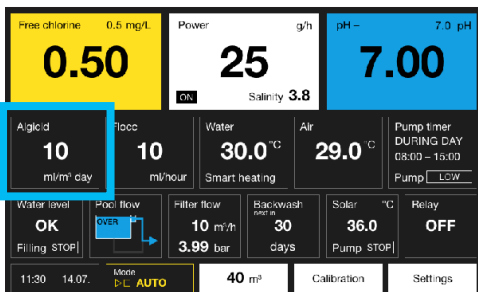 Free chlorine 0.5 mg/L
0.50
Power g/h
25
ON Salinity 3.8
pH – 7.0 pH
7.00
Algicid
10
ml/m³ day
Flocc
10
ml/hour
Water
30.0 °C
Smart heating
Air
29.0 °C
Pump timer
DURING DAY
08:00 – 15:00
Pump LOW
Water level
OK
Filling STOP
Pool flow
OVER
Filter flow
10 m³/h
3.99 bar
Backwash
next in
30
days
Solar °C
36.0
Pump STOP
Relay
OFF
11:30 14.07.
Mode
AUTO
40 m³
Calibration
Settings